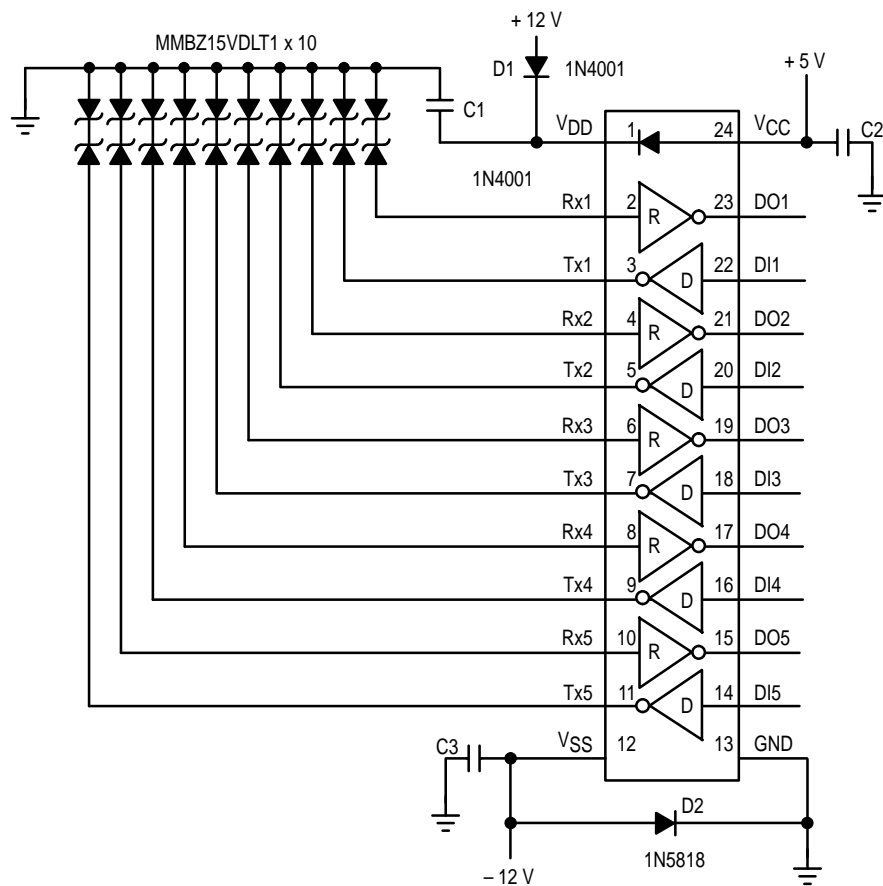 + 12 V
MMBZ15VDLT1 x 10
D1
1N4001
+ 5 V
C1
VDD
1
24
VCC
C2
1N4001
Rx1
2
R
23
DO1
Tx1
3
D
22
DI1
Rx2
4
R
21
DO2
Tx2
5
D
20
DI2
Rx3
6
R
19
DO3
Tx3
7
D
18
DI3
Rx4
8
R
17
DO4
Tx4
9
D
16
DI4
Rx5
10
R
15
DO5
Tx5
11
D
14
DI5
C3
VSS
12
13
GND
D2
1N5818
– 12 V